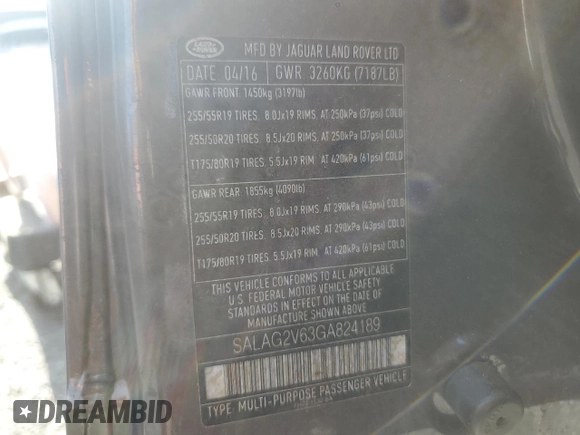 LAND ROVER
MFD BY JAGUAR LAND ROVER LTD
DATE 04/16 GWR 3260KG (7187LB)
GAWR FRONT 1450kg (3197lb)
255/55R19 TIRES, 8.0Jx19 RIMS, AT 250kPa (37psi) COLD
255/50R20 TIRES, 8.5Jx20 RIMS, AT 250kPa (37psi) COLD
T175/80R19 TIRES, 5.5Jx19 RIM, AT 420kPa (61psi) COLD
GAWR REAR 1855kg (4090lb)
255/55R19 TIRES, 8.0Jx19 RIMS, AT 290kPa (43psi) COLD
255/50R20 TIRES, 8.5Jx20 RIMS, AT 290kPa (43psi) COLD
T175/80R19 TIRES, 5.5Jx19 RIM, AT 420kPa (61psi) COLD
THIS VEHICLE CONFORMS TO ALL APPLICABLE
U.S. FEDERAL MOTOR VEHICLE SAFETY
STANDARDS IN EFFECT ON THE DATE OF
MANUFACTURE SHOWN ABOVE
SALAG2V63GA824189
TYPE: MULTI-PURPOSE PASSENGER VEHICLE
DREAMBID